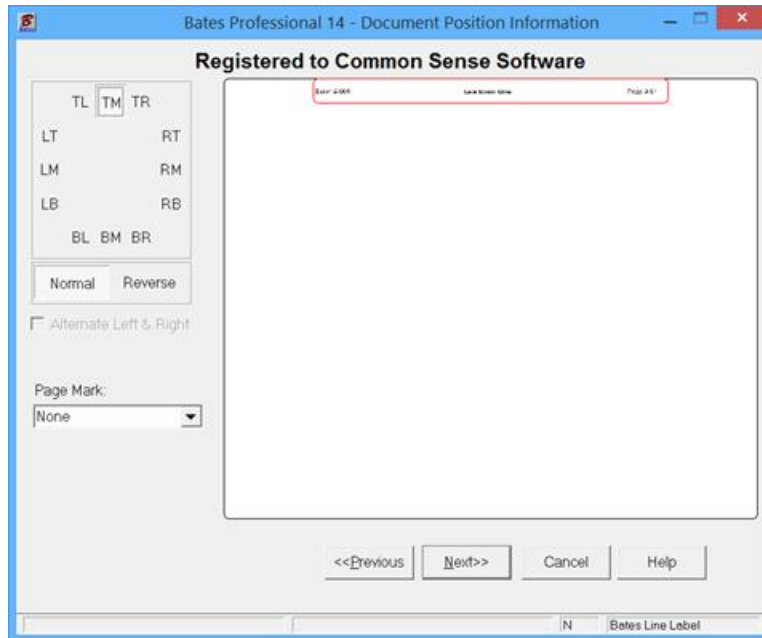 Bates Professional 14 - Document Position Information
Registered to Common Sense Software
TL TM TR
LT RT
LM RM
LB RB
BL BM BR
Normal Reverse
Alternate Left & Right
Page Mark:
None
<<Previous Next>> Cancel Help
N Bates Line Label